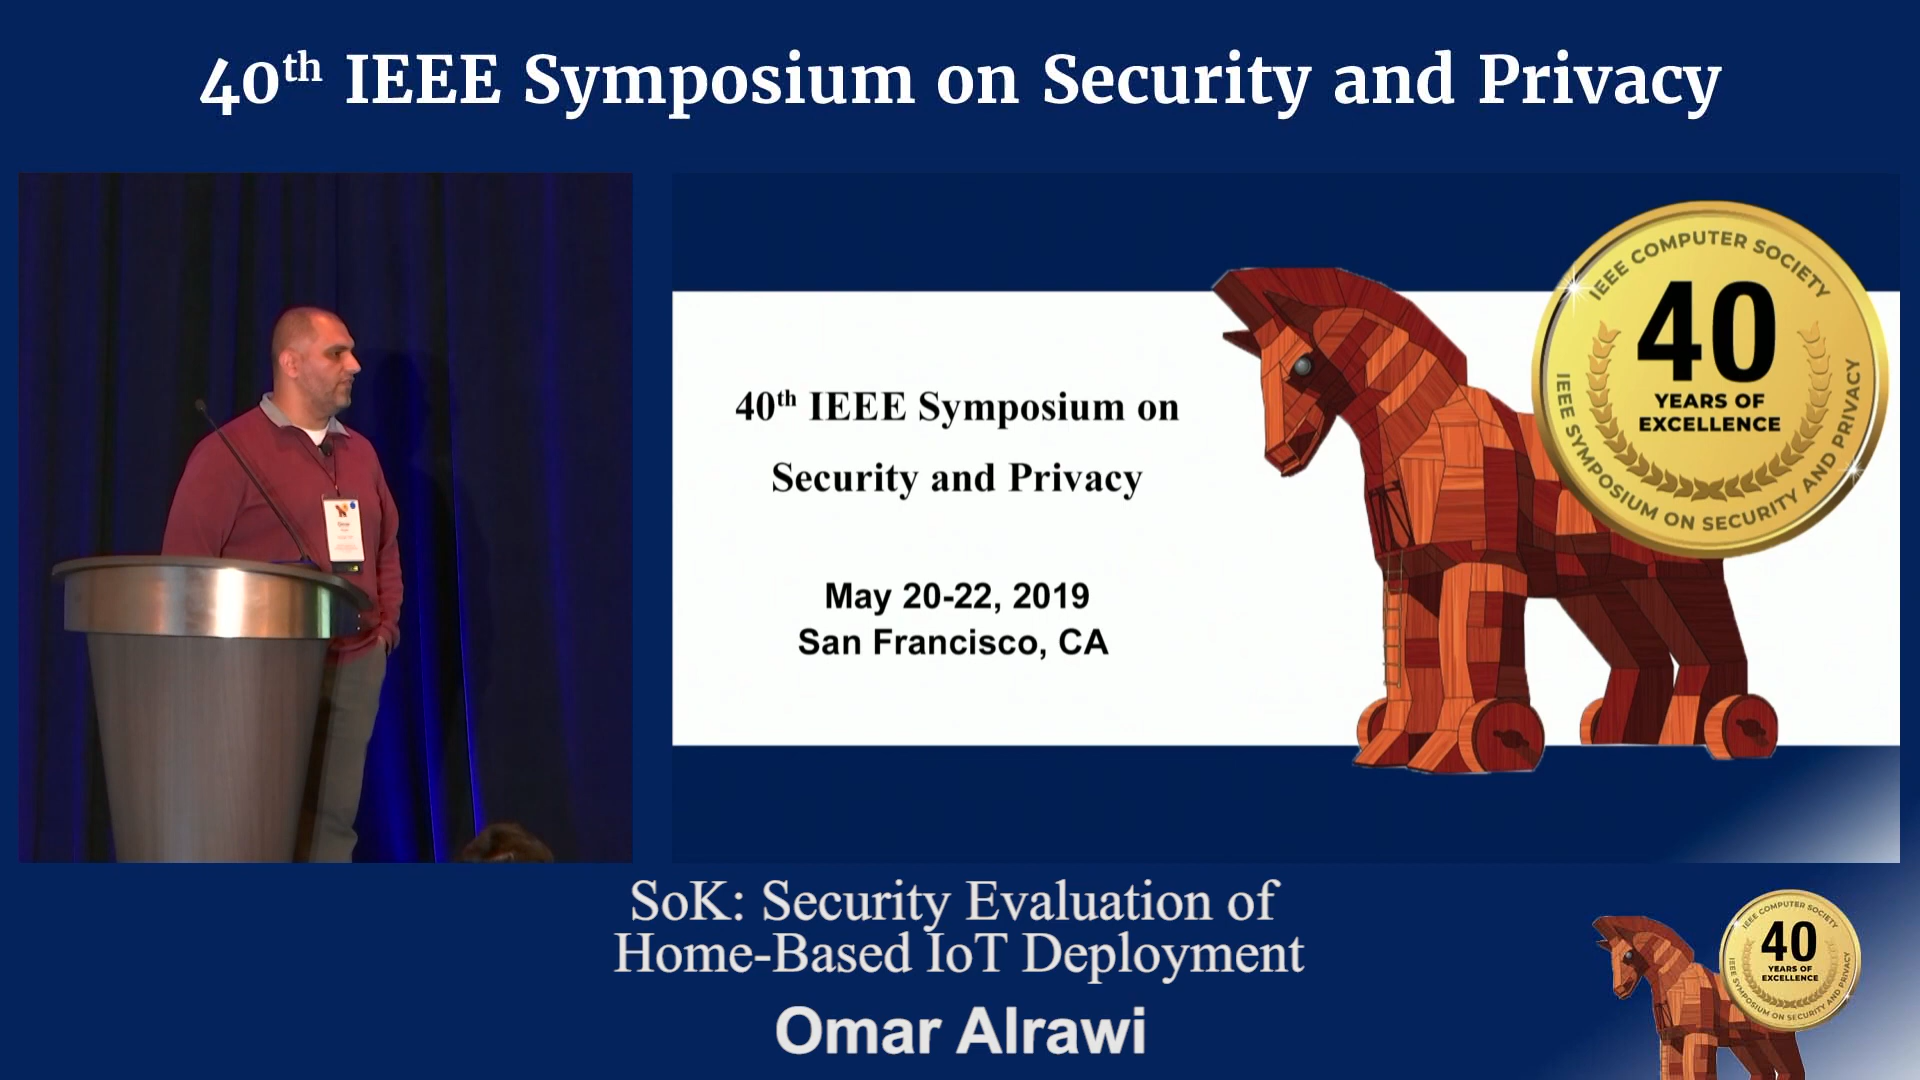 40th IEEE Symposium on Security and Privacy
Omar
40th IEEE Symposium on
Security and Privacy
May 20-22, 2019
San Francisco, CA
IEEE COMPUTER SOCIETY
40
YEARS OF
EXCELLENCE
IEEE SYMPOSIUM ON SECURITY AND PRIVACY
SoK: Security Evaluation of
Home-Based IoT Deployment
Omar Alrawi
IEEE COMPUTER SOCIETY
40
YEARS OF
EXCELLENCE
IEEE SYMPOSIUM ON SECURITY AND PRIVACY